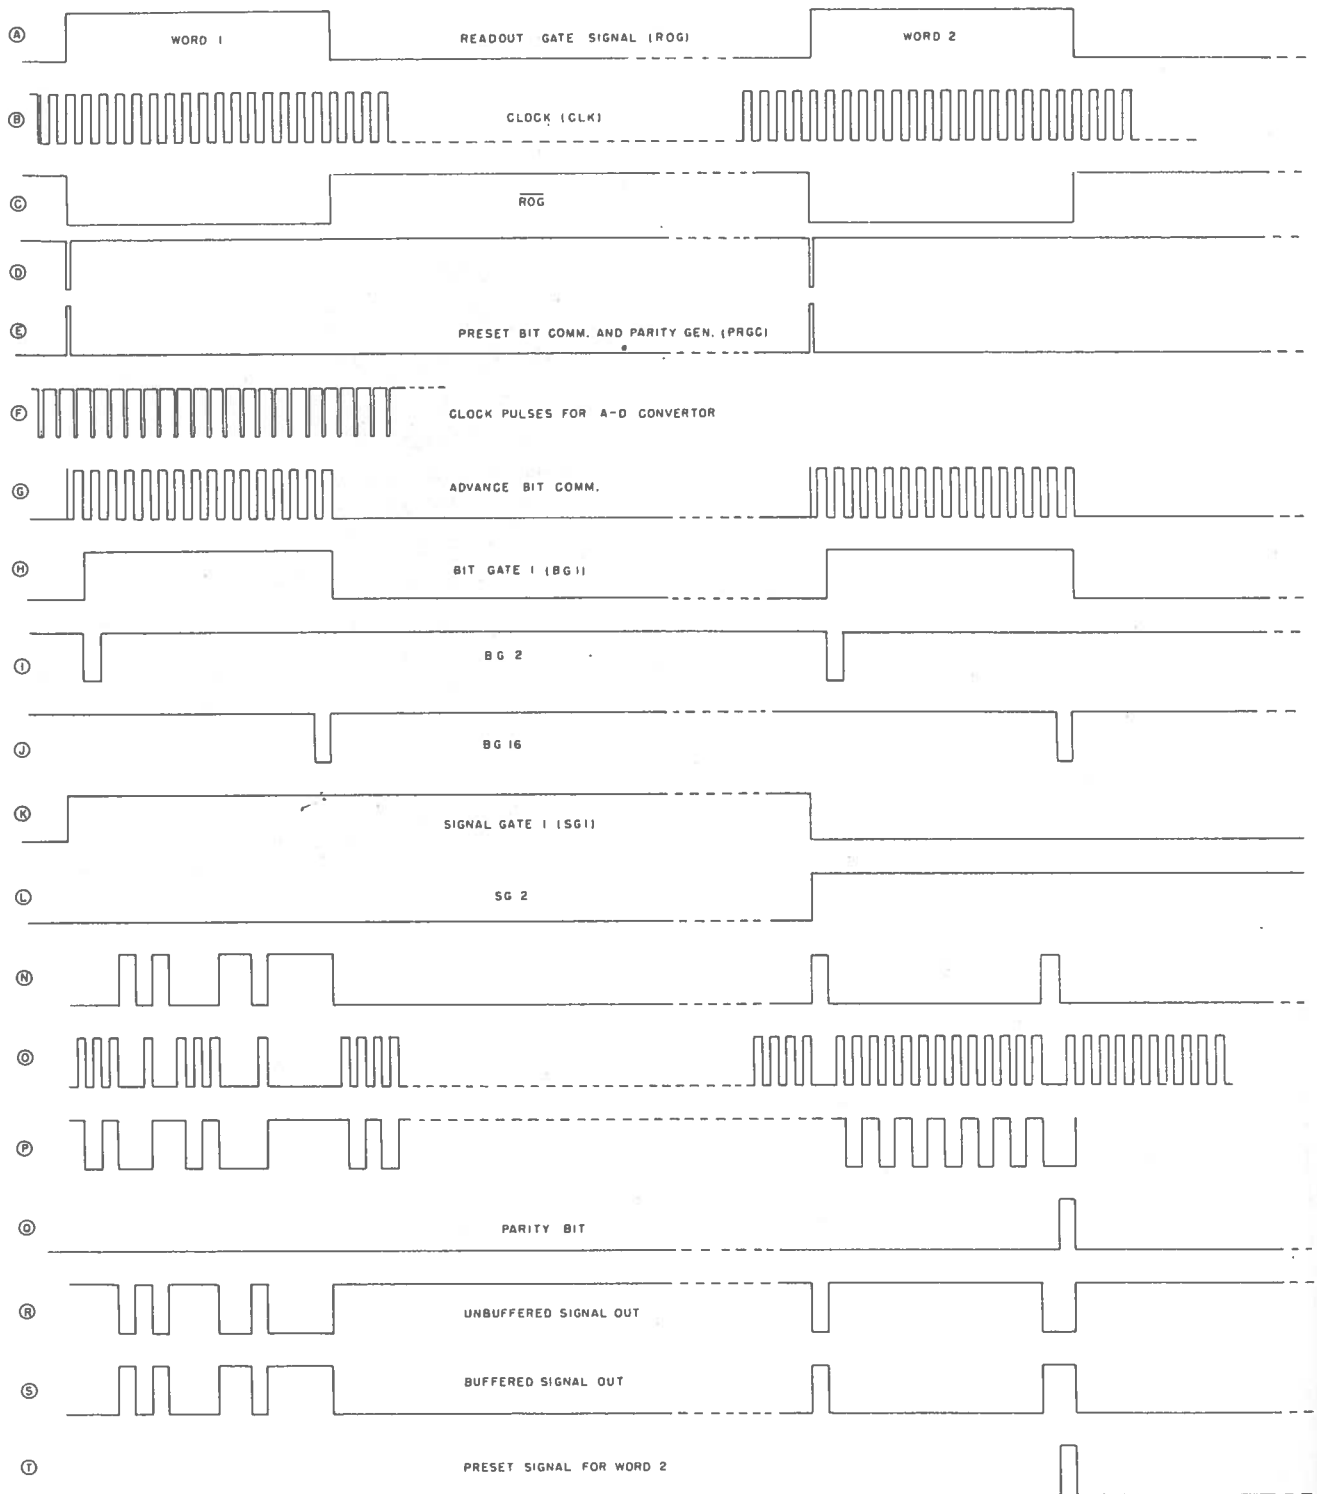 A
WORD 1
READOUT GATE SIGNAL (ROG)
WORD 2
B
CLOCK (CLK)
C
ROG
D
E
PRESET BIT COMM. AND PARITY GEN. (PRGC)
F
CLOCK PULSES FOR A-D CONVERTOR
G
ADVANCE BIT COMM.
H
BIT GATE 1 (BG1)
I
BG 2
J
BG 16
K
SIGNAL GATE 1 (SG1)
L
SG 2
N
O
P
Q
PARITY BIT
R
UNBUFFERED SIGNAL OUT
S
BUFFERED SIGNAL OUT
T
PRESET SIGNAL FOR WORD 2